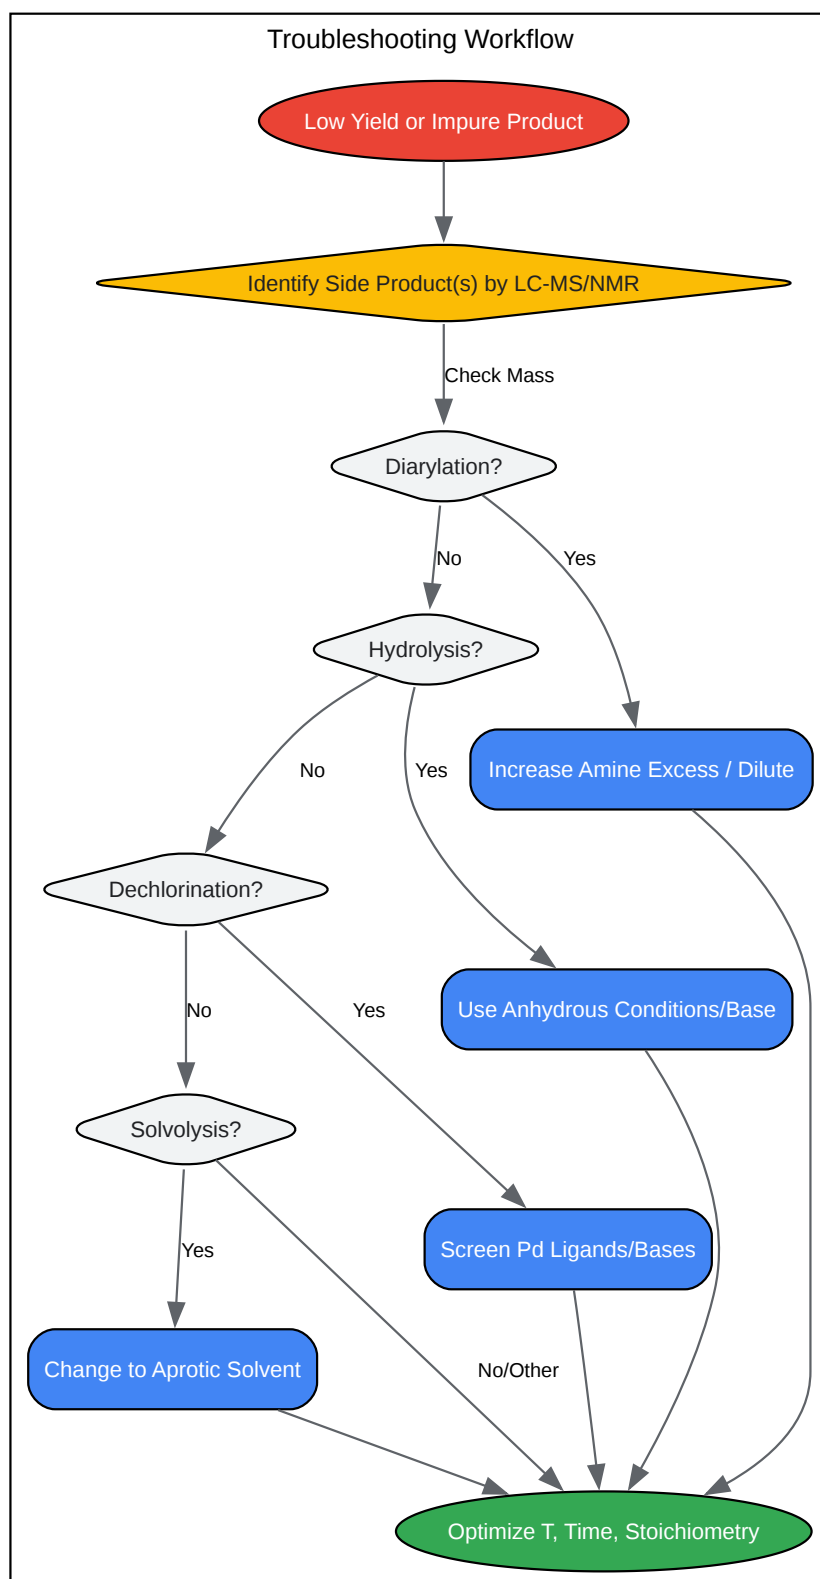 Troubleshooting Workflow
Low Yield or Impure Product
Identify Side Product(s) by LC-MS/NMR
Check Mass
Diarylation?
No
Yes
Hydrolysis?
Increase Amine Excess / Dilute
No
Yes
Dechlorination?
Use Anhydrous Conditions/Base
No
Yes
Solvolysis?
Screen Pd Ligands/Bases
Yes
Change to Aprotic Solvent
No/Other
Optimize T, Time, Stoichiometry